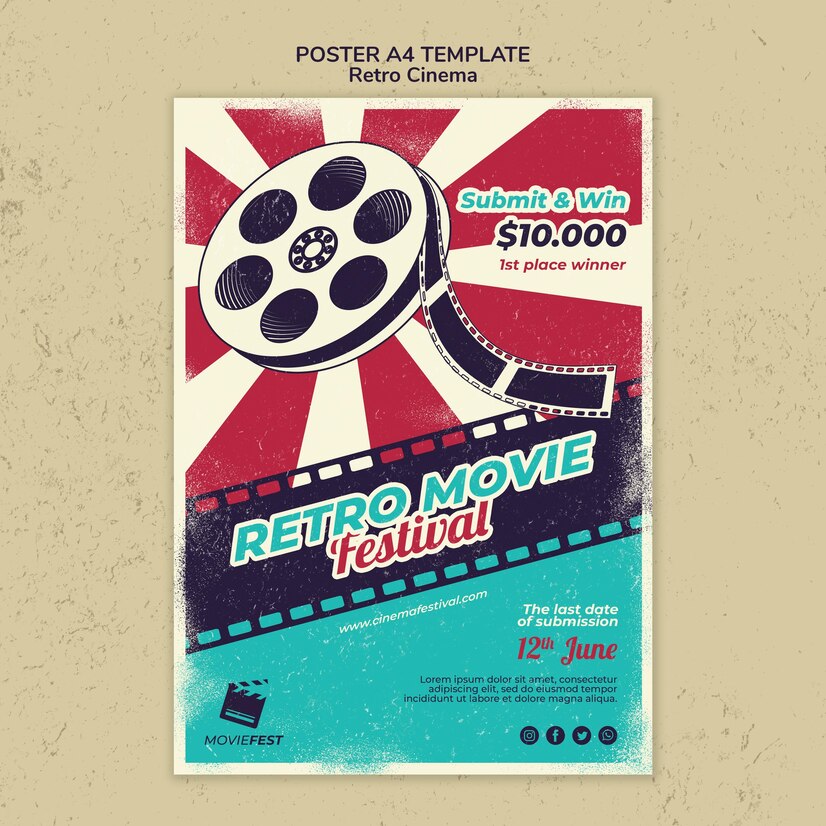 POSTER A4 TEMPLATE
Retro Cinema
Submit & Win
$10.000
1st place winner
RETRO MOVIE
Festival
www.cinemafestival.com
The last date
of submission
12th June
Lorem ipsum dolor sit amet, consectetur
adipiscing elit, sed do eiusmod tempor
incididunt ut labore et dolore magna aliqua.
MOVIEFEST